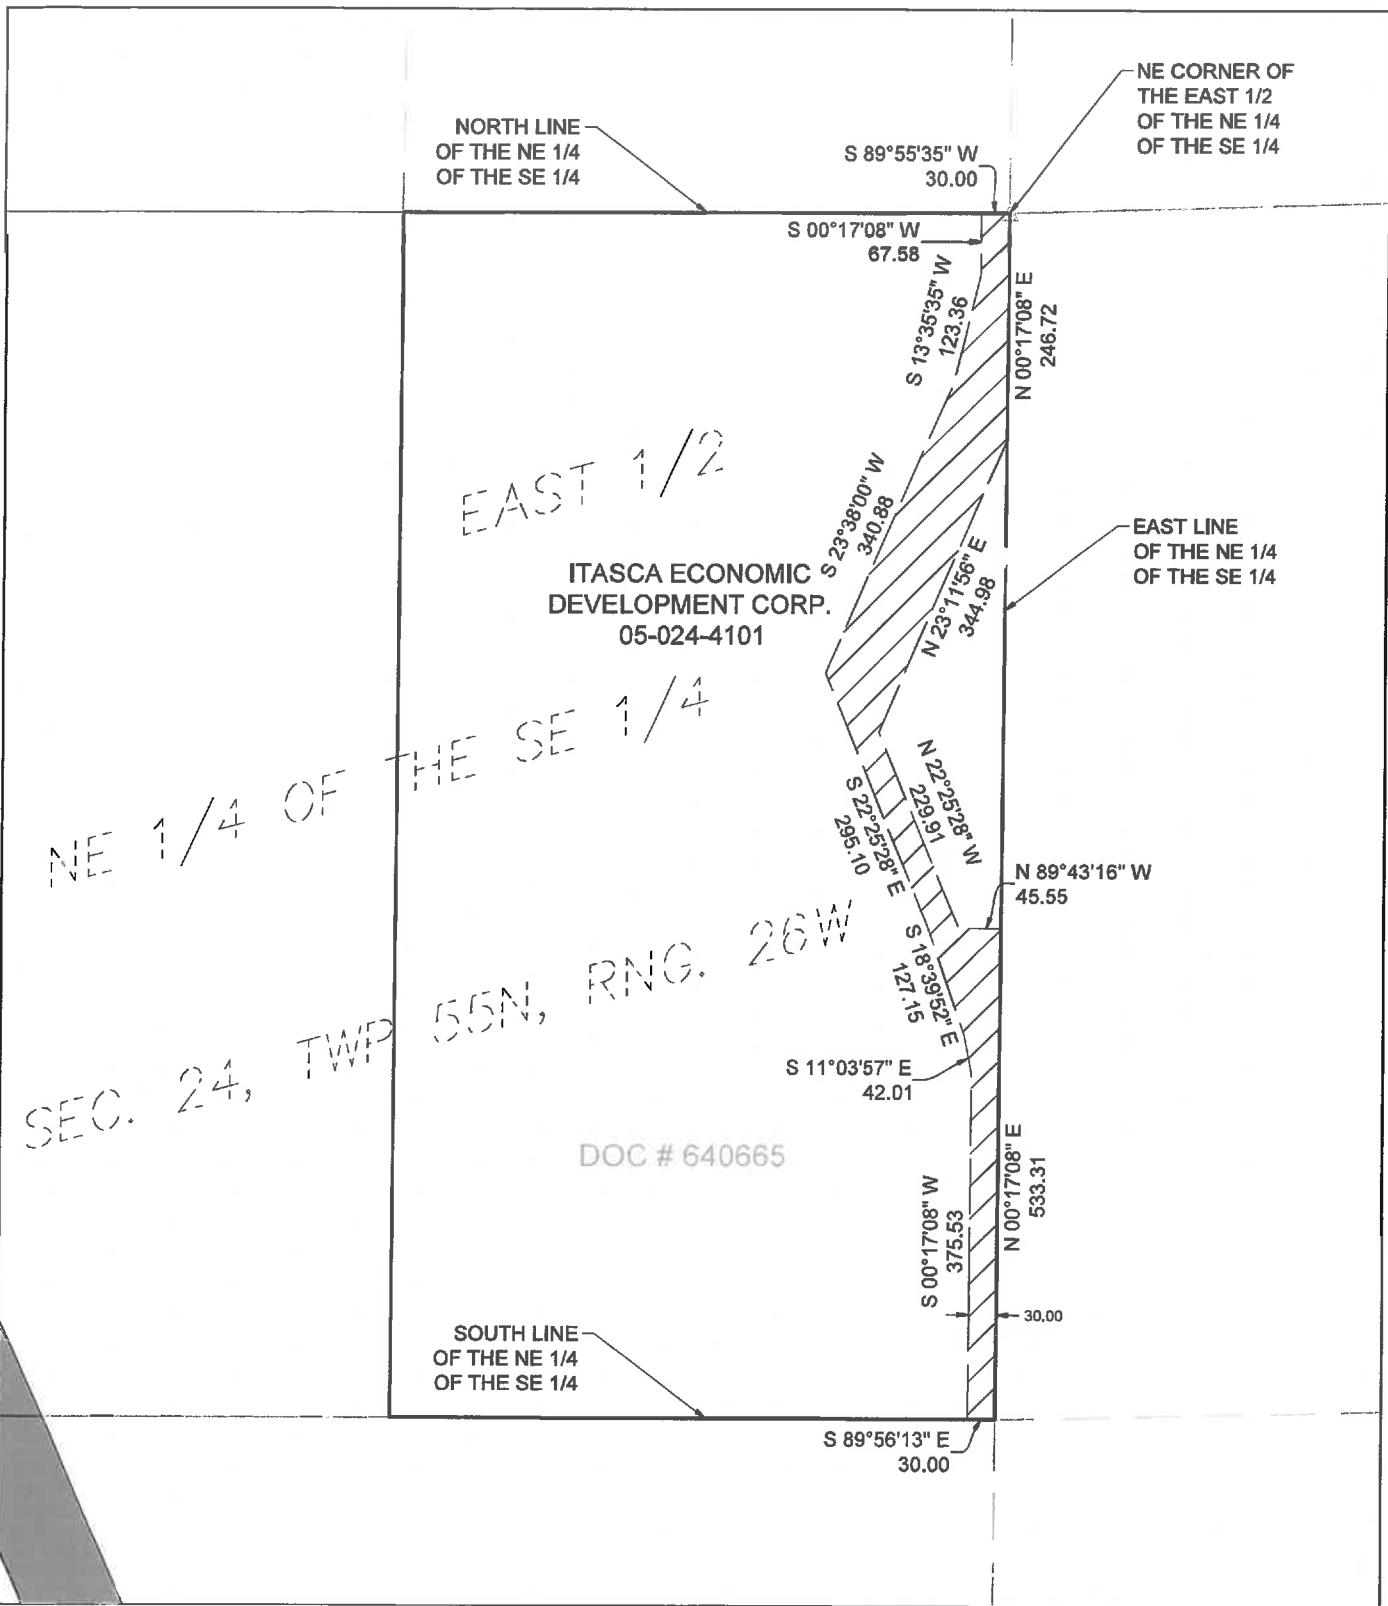 NE CORNER OF
THE EAST 1/2
OF THE NE 1/4
OF THE SE 1/4
NORTH LINE
OF THE NE 1/4
OF THE SE 1/4
S 89°55'35" W
30.00
S 00°17'08" W
67.58
S 13°35'35" W
123.36
N 00°17'08" E
246.72
EAST 1/2
S 23°38'00" W
340.88
EAST LINE
OF THE NE 1/4
OF THE SE 1/4
ITASCA ECONOMIC
DEVELOPMENT CORP.
05-024-4101
N 23°11'56" E
344.98
NE 1/4 OF THE SE 1/4
N 22°25'28" W
229.91
S 22°25'28" E
295.10
N 89°43'16" W
45.55
SEC. 24, TWP 55N, RNG. 26W
S 18°39'52" E
127.15
S 11°03'57" E
42.01
DOC # 640665
N 00°17'08" E
533.31
S 00°17'08" W
375.53
30.00
SOUTH LINE
OF THE NE 1/4
OF THE SE 1/4
S 89°56'13" E
30.00